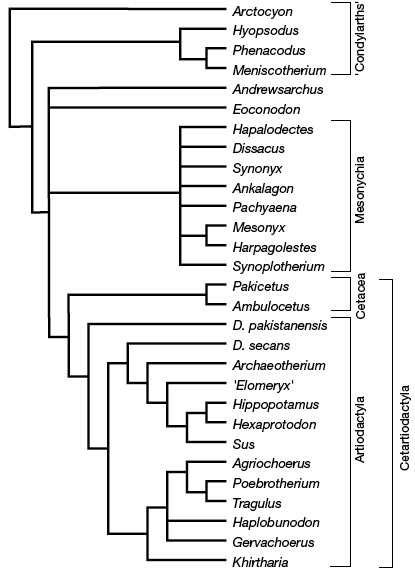 Arctocyon
Hyopsodus
Phenacodus
Meniscotherium
'Condylarths'
Andrewsarchus
Eoconodon
Hapalodectes
Dissacus
Synonyx
Ankalagon
Pachyaena
Mesonyx
Harpagolestes
Synoplotherium
Mesonychia
Pakicetus
Ambulocetus
Cetacea
D. pakistanensis
D. secans
Archaeotherium
'Elomeryx'
Hippopotamus
Hexaprotodon
Sus
Agriochoerus
Poebrotherium
Tragulus
Haplobunodon
Gervachoerus
Khirtharia
Artiodactyla
Cetartiodactyla